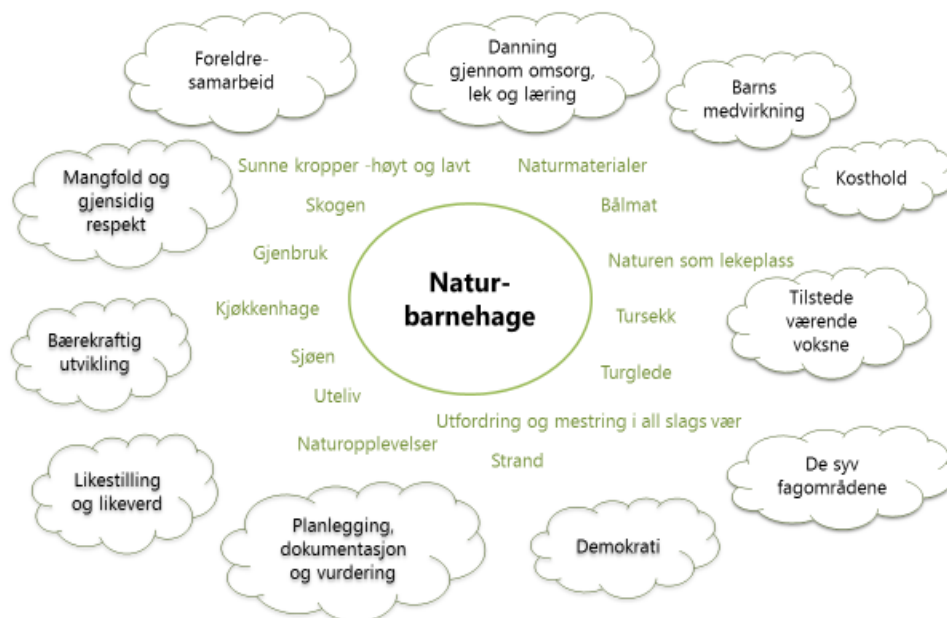 Foreldre-
samarbeid
Danning
gjennom omsorg,
lek og læring
Barns
medvirkning
Mangfold og
gjensidig
respekt
Sunne kropper -høyt og lavt
Naturmaterialer
Kosthold
Skogen
Bålmat
Gjenbruk
Naturen som lekeplass
Natur-
barnehage
Kjøkkenhage
Tursekk
Tilstede
værende
voksne
Bærekraftig
utvikling
Sjøen
Turglede
Uteliv
Utfordring og mestring i all slags vær
Naturopplevelser
Strand
Likestilling
og likeverd
De syv
fagområdene
Planlegging,
dokumentasjon
og vurdering
Demokrati